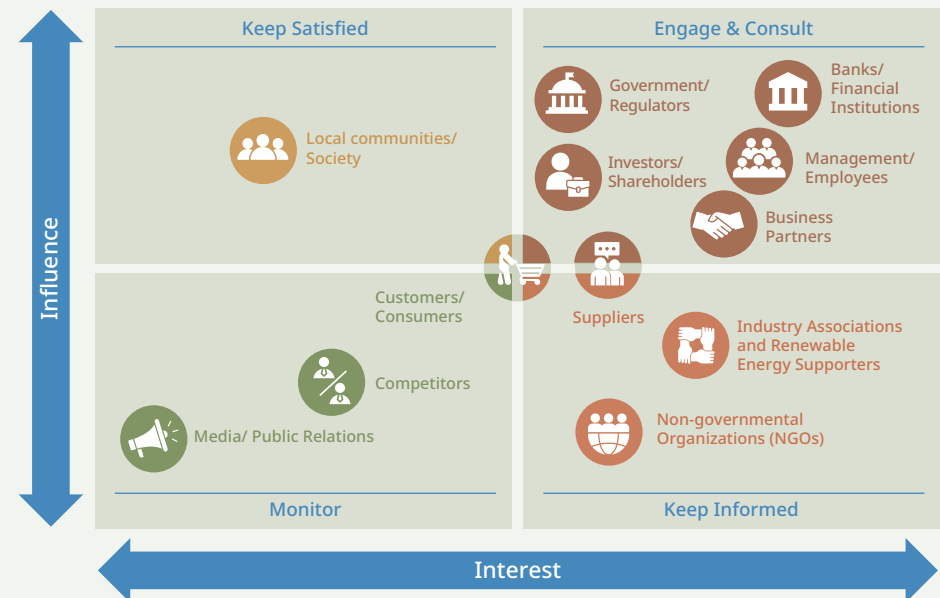 Keep Satisfied
Engage & Consult
Local communities/
Society
Government/
Regulators
Banks/
Financial
Institutions
Investors/
Shareholders
Management/
Employees
Business
Partners
Influence
Customers/
Consumers
Suppliers
Industry Associations
and Renewable
Energy Supporters
Competitors
Media/ Public Relations
Non-governmental
Organizations (NGOs)
Monitor
Keep Informed
Interest